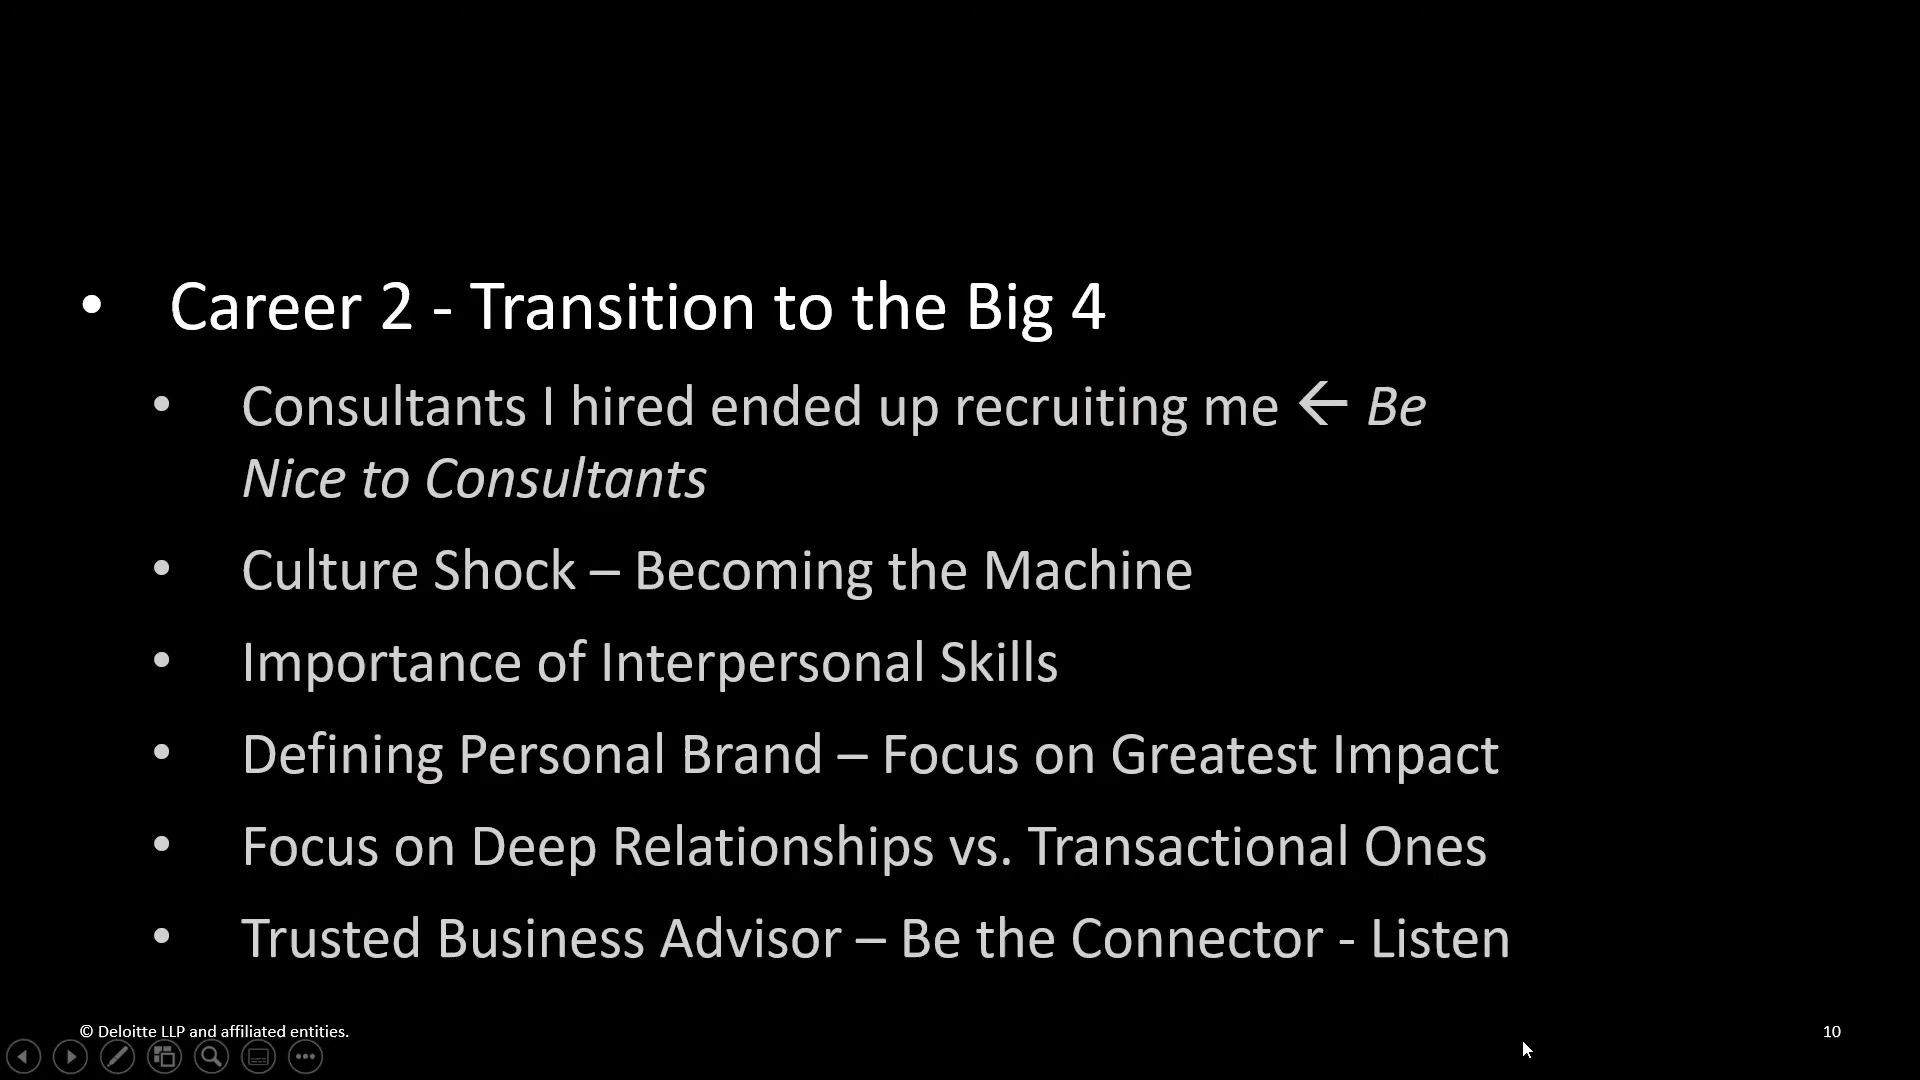 • Career 2 - Transition to the Big 4
• Consultants I hired ended up recruiting me ← Be
Nice to Consultants
• Culture Shock – Becoming the Machine
• Importance of Interpersonal Skills
• Defining Personal Brand – Focus on Greatest Impact
• Focus on Deep Relationships vs. Transactional Ones
• Trusted Business Advisor – Be the Connector - Listen
© Deloitte LLP and affiliated entities.
10